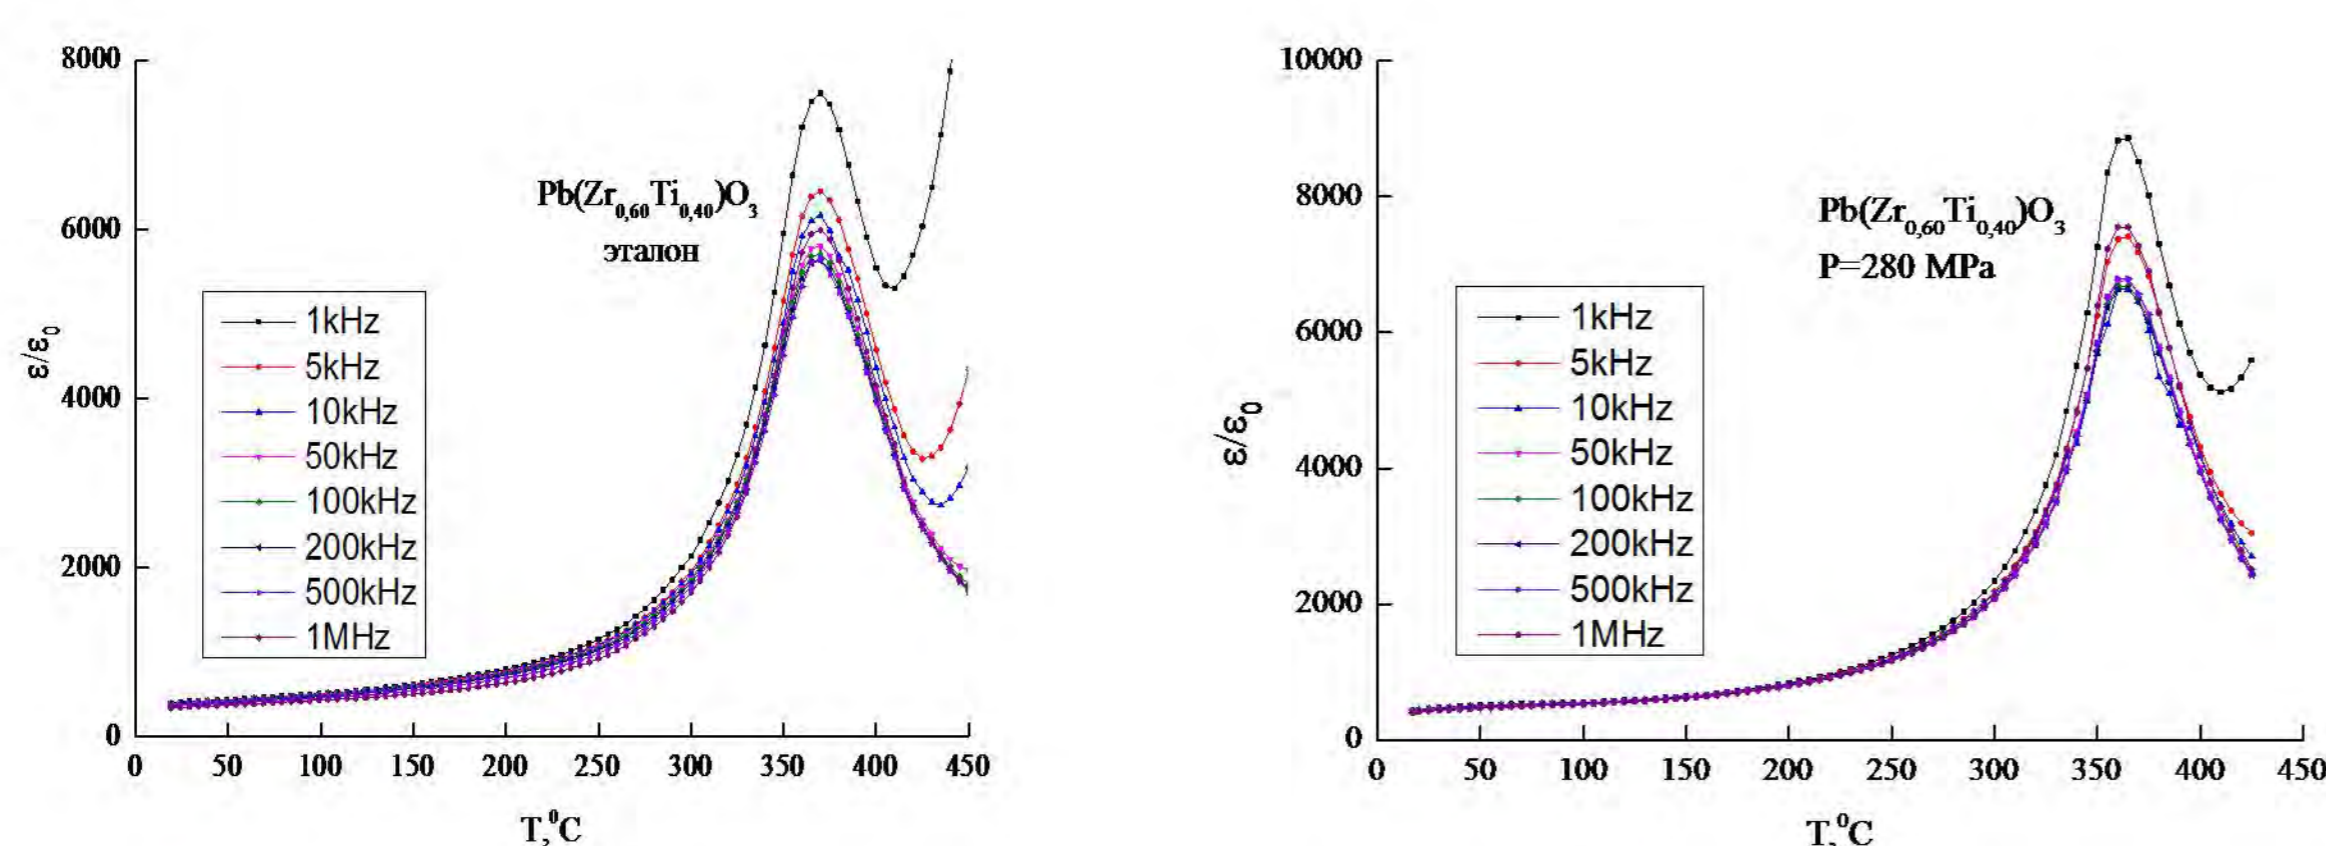 8000
6000
4000
2000
0
ε/ε0
Pb(Zr0,60Ti0,40)O3
эталон
1kHz
5kHz
10kHz
50kHz
100kHz
200kHz
500kHz
1MHz
0 50 100 150 200 250 300 350 400 450
T,0C
10000
8000
6000
4000
2000
0
ε/ε0
Pb(Zr0,60Ti0,40)O3
P=280 MPa
1kHz
5kHz
10kHz
50kHz
100kHz
200kHz
500kHz
1MHz
0 50 100 150 200 250 300 350 400 450
T,0C